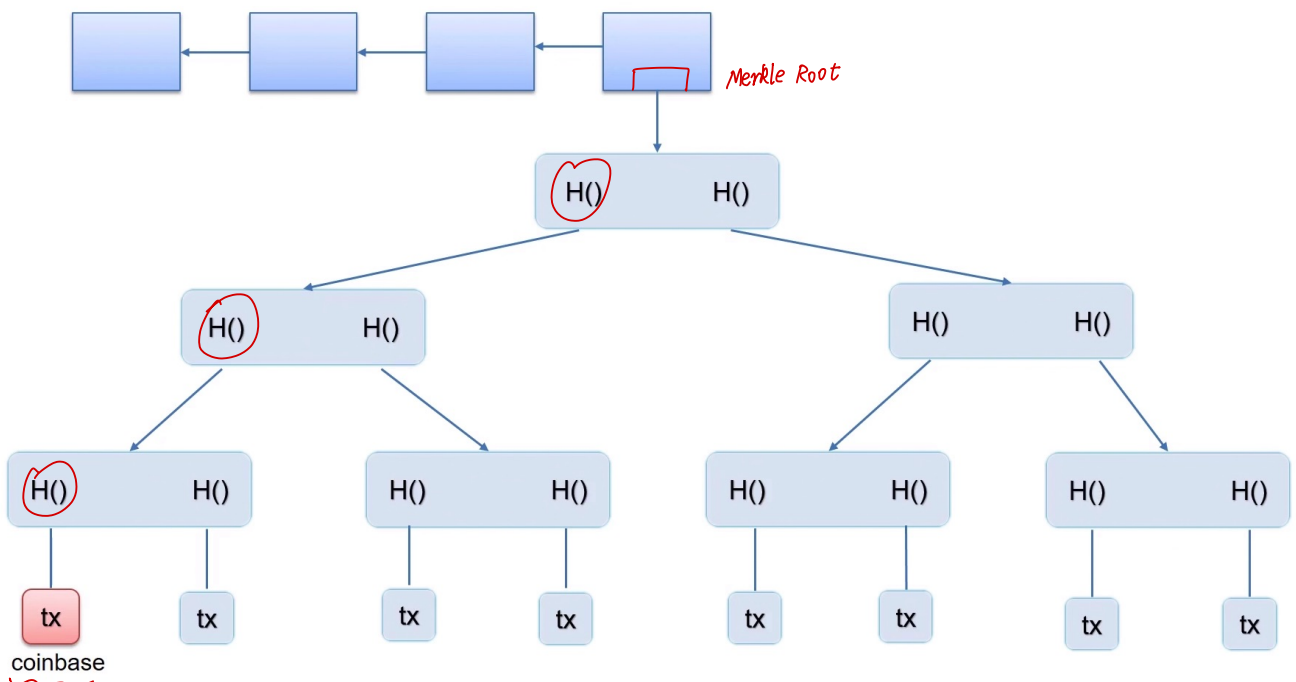 Merkle Root
H() H()
H() H() H() H()
H() H() H() H() H() H() H() H()
tx tx tx tx tx tx tx tx
coinbase